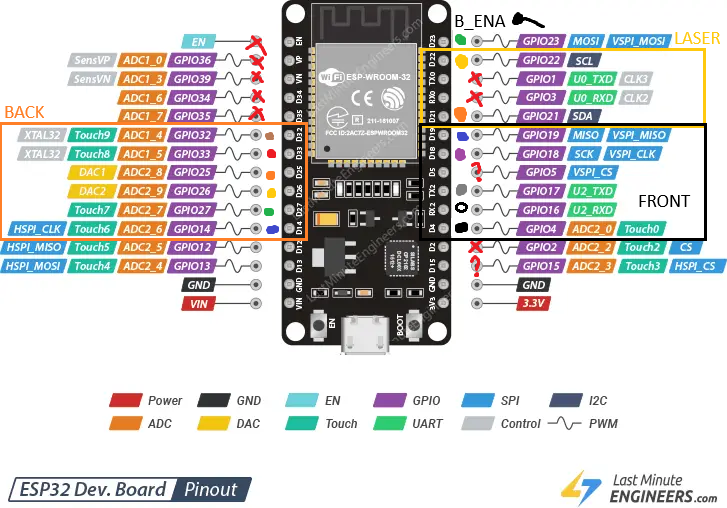 B_ENA
EN EN D23 GPIO23 MOSI VSPI_MOSI LASER
SensVP ADC1_0 GPIO36 VP D22 GPIO22 SCL
SensVN ADC1_3 GPIO39 VN TX0 GPIO1 U0_TXD CLK3
ADC1_6 GPIO34 D34 RX0 GPIO3 U0_RXD CLK2
BACK ADC1_7 GPIO35 D35 D21 GPIO21 SDA
XTAL32 Touch9 ADC1_4 GPIO32 D32 D19 GPIO19 MISO VSPI_MISO
XTAL32 Touch8 ADC1_5 GPIO33 D33 D18 GPIO18 SCK VSPI_CLK
DAC1 ADC2_8 GPIO25 D25 D5 ? GPIO5 VSPI_CS
DAC2 ADC2_9 GPIO26 D26 TX2 GPIO17 U2_TXD FRONT
Touch7 ADC2_7 GPIO27 D27 RX2 GPIO16 U2_RXD
HSPI_CLK Touch6 ADC2_6 GPIO14 D14 D4 GPIO4 ADC2_0 Touch0
HSPI_MISO Touch5 ADC2_5 GPIO12 D12 D2 GPIO2 ADC2_2 Touch2 CS
HSPI_MOSI Touch4 ADC2_4 GPIO13 D13 D15 ? GPIO15 ADC2_3 Touch3 HSPI_CS
GND GND GND GND
VIN VIN 3V3 3.3V
WiFi ESP-WROOM-32
CE
211-161007
FCC ID:2AC7Z-ESPWROOM32
EN BOOT
LastMinuteEngineers.com
Power GND EN GPIO SPI I2C
ADC DAC Touch UART Control PWM
ESP32 Dev. Board Pinout
Last Minute
ENGINEERS.com